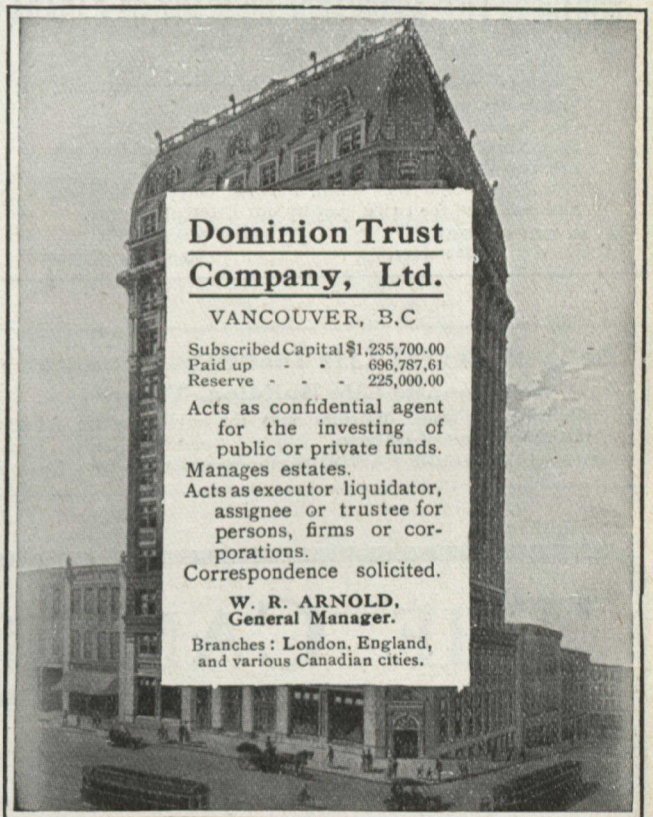 Dominion Trust
Company, Ltd.
VANCOUVER, B,C
Subscribed Capital $1,235,700.00
Paid up - - 696,787,61
Reserve - - - 225,000.00
Acts as confidential agent
for the investing of
public or private funds.
Manages estates.
Acts as executor liquidator,
assignee or trustee for
persons, firms or cor-
porations.
Correspondence solicited.
W. R. ARNOLD,
General Manager.
Branches: London, England,
and various Canadian cities.